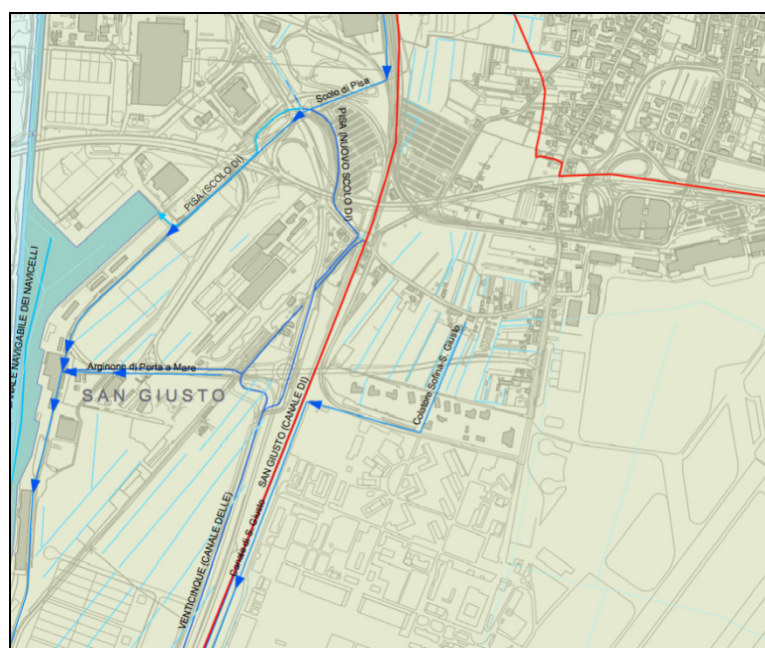 Scolo di Pisa
PISA (NUOVO SCOLO DI)
PISA (SCOLO DI)
NALE NAVIGABILE DEI NAVICELLI
Arginone di Porta a Mare
SAN GIUSTO
Colatore Sofina-S. Giusto
SAN GIUSTO (CANALE DI)
Canale di S. Giusto
VENTICINQUE (CANALE DELLE)